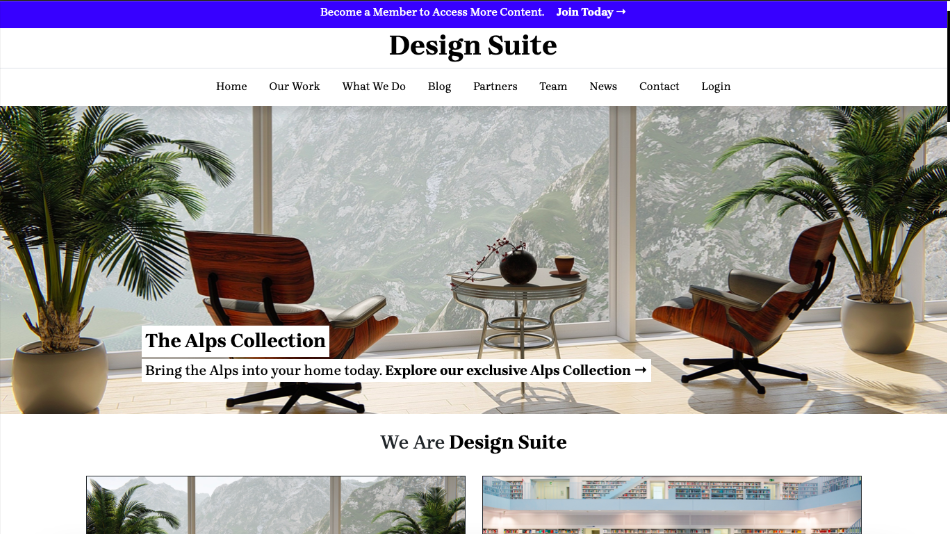 Become a Member to Access More Content. Join Today →
Design Suite
Home Our Work What We Do Blog Partners Team News Contact Login
The Alps Collection
Bring the Alps into your home today. Explore our exclusive Alps Collection →
We Are Design Suite